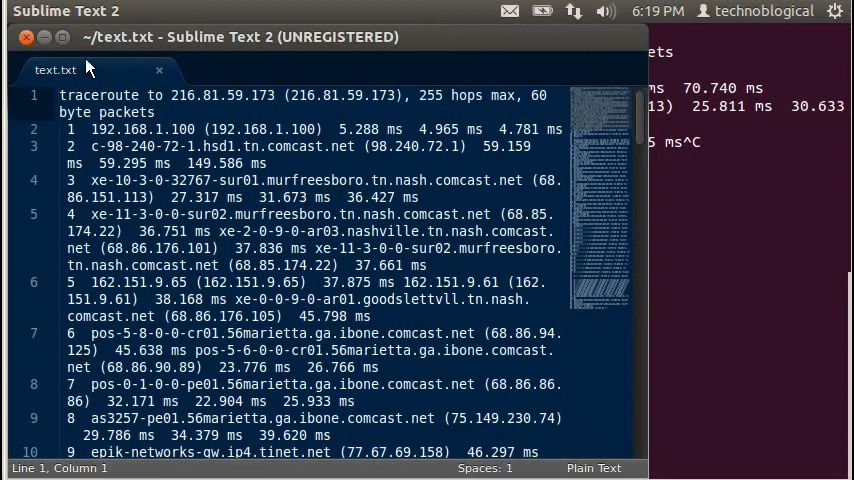 Sublime Text 2
6:19 PM technoblogical
~/text.txt - Sublime Text 2 (UNREGISTERED)
text.txt ×
1 traceroute to 216.81.59.173 (216.81.59.173), 255 hops max, 60
byte packets
2 1 192.168.1.100 (192.168.1.100) 5.288 ms 4.965 ms 4.781 ms
3 2 c-98-240-72-1.hsd1.tn.comcast.net (98.240.72.1) 59.159
ms 59.295 ms 149.586 ms
4 3 xe-10-3-0-32767-sur01.murfreesboro.tn.nash.comcast.net (68.
86.151.113) 27.317 ms 31.673 ms 36.427 ms
5 4 xe-11-3-0-0-sur02.murfreesboro.tn.nash.comcast.net (68.85.
174.22) 36.751 ms xe-2-0-9-0-ar03.nashville.tn.nash.comcast.
net (68.86.176.101) 37.836 ms xe-11-3-0-0-sur02.murfreesboro.
tn.nash.comcast.net (68.85.174.22) 37.661 ms
6 5 162.151.9.65 (162.151.9.65) 37.875 ms 162.151.9.61 (162.
151.9.61) 38.168 ms xe-0-0-9-0-ar01.goodslettvll.tn.nash.
comcast.net (68.86.176.105) 45.798 ms
7 6 pos-5-8-0-0-cr01.56marietta.ga.ibone.comcast.net (68.86.94.
125) 45.638 ms pos-5-6-0-0-cr01.56marietta.ga.ibone.comcast.
net (68.86.90.89) 23.776 ms 26.766 ms
8 7 pos-0-1-0-0-pe01.56marietta.ga.ibone.comcast.net (68.86.86.
86) 32.171 ms 22.904 ms 25.933 ms
9 8 as3257-pe01.56marietta.ga.ibone.comcast.net (75.149.230.74)
29.786 ms 34.379 ms 39.620 ms
10 9 epik-networks-gw.ip4.tinet.net (77.67.69.158) 46.297 ms
Line 1, Column 1 Spaces: 1 Plain Text
ets
ms 70.740 ms
13) 25.811 ms 30.633
5 ms^C